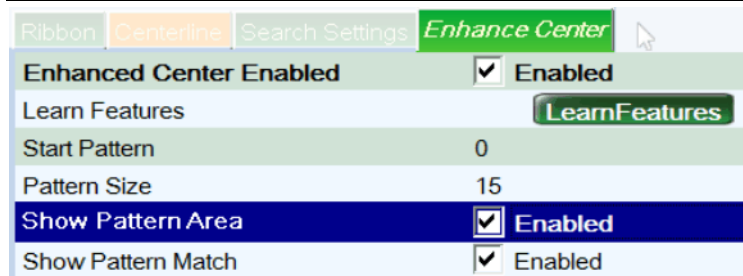 Ribbon Centerline Search Settings Enhance Center
Enhanced Center Enabled Enabled
Learn Features LearnFeatures
Start Pattern 0
Pattern Size 15
Show Pattern Area Enabled
Show Pattern Match Enabled